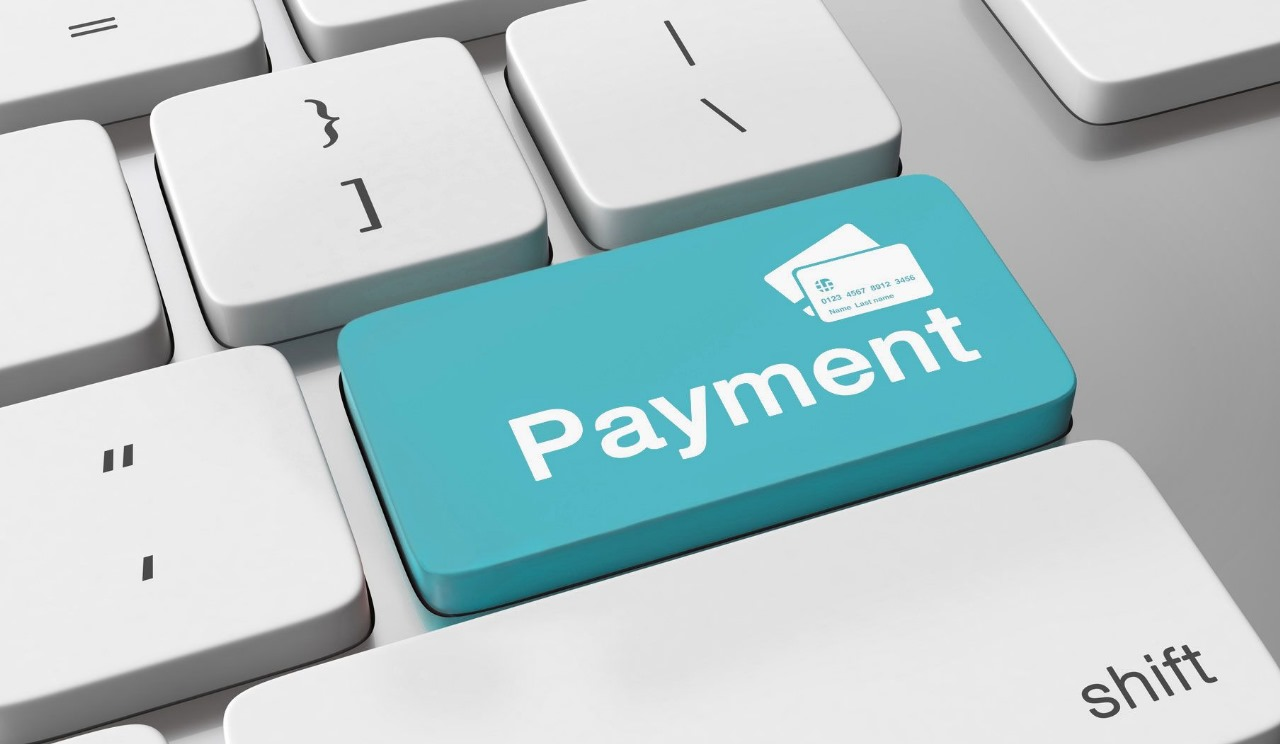 =
}
]
|
\
0123 4567 8912 3456
Name Last name
Payment
"
'
shift